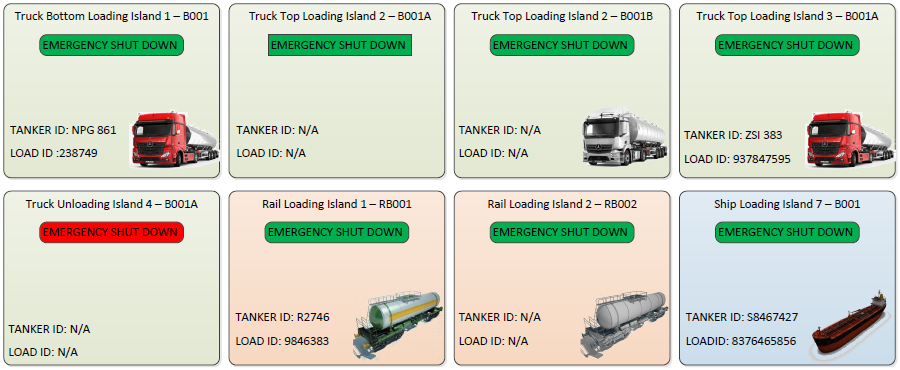 Truck Bottom Loading Island 1 – B001
EMERGENCY SHUT DOWN
TANKER ID: NPG 861
LOAD ID :238749
Truck Top Loading Island 2 – B001A
EMERGENCY SHUT DOWN
TANKER ID: N/A
LOAD ID: N/A
Truck Top Loading Island 2 – B001B
EMERGENCY SHUT DOWN
TANKER ID: N/A
LOAD ID: N/A
Truck Top Loading Island 3 – B001A
EMERGENCY SHUT DOWN
TANKER ID: ZSI 383
LOAD ID: 937847595
Truck Unloading Island 4 – B001A
EMERGENCY SHUT DOWN
TANKER ID: N/A
LOAD ID: N/A
Rail Loading Island 1 – RB001
EMERGENCY SHUT DOWN
TANKER ID: R2746
LOAD ID: 9846383
Rail Loading Island 2 – RB002
EMERGENCY SHUT DOWN
TANKER ID: N/A
LOAD ID: N/A
Ship Loading Island 7 – B001
EMERGENCY SHUT DOWN
TANKER ID: S8467427
LOADID: 8376465856